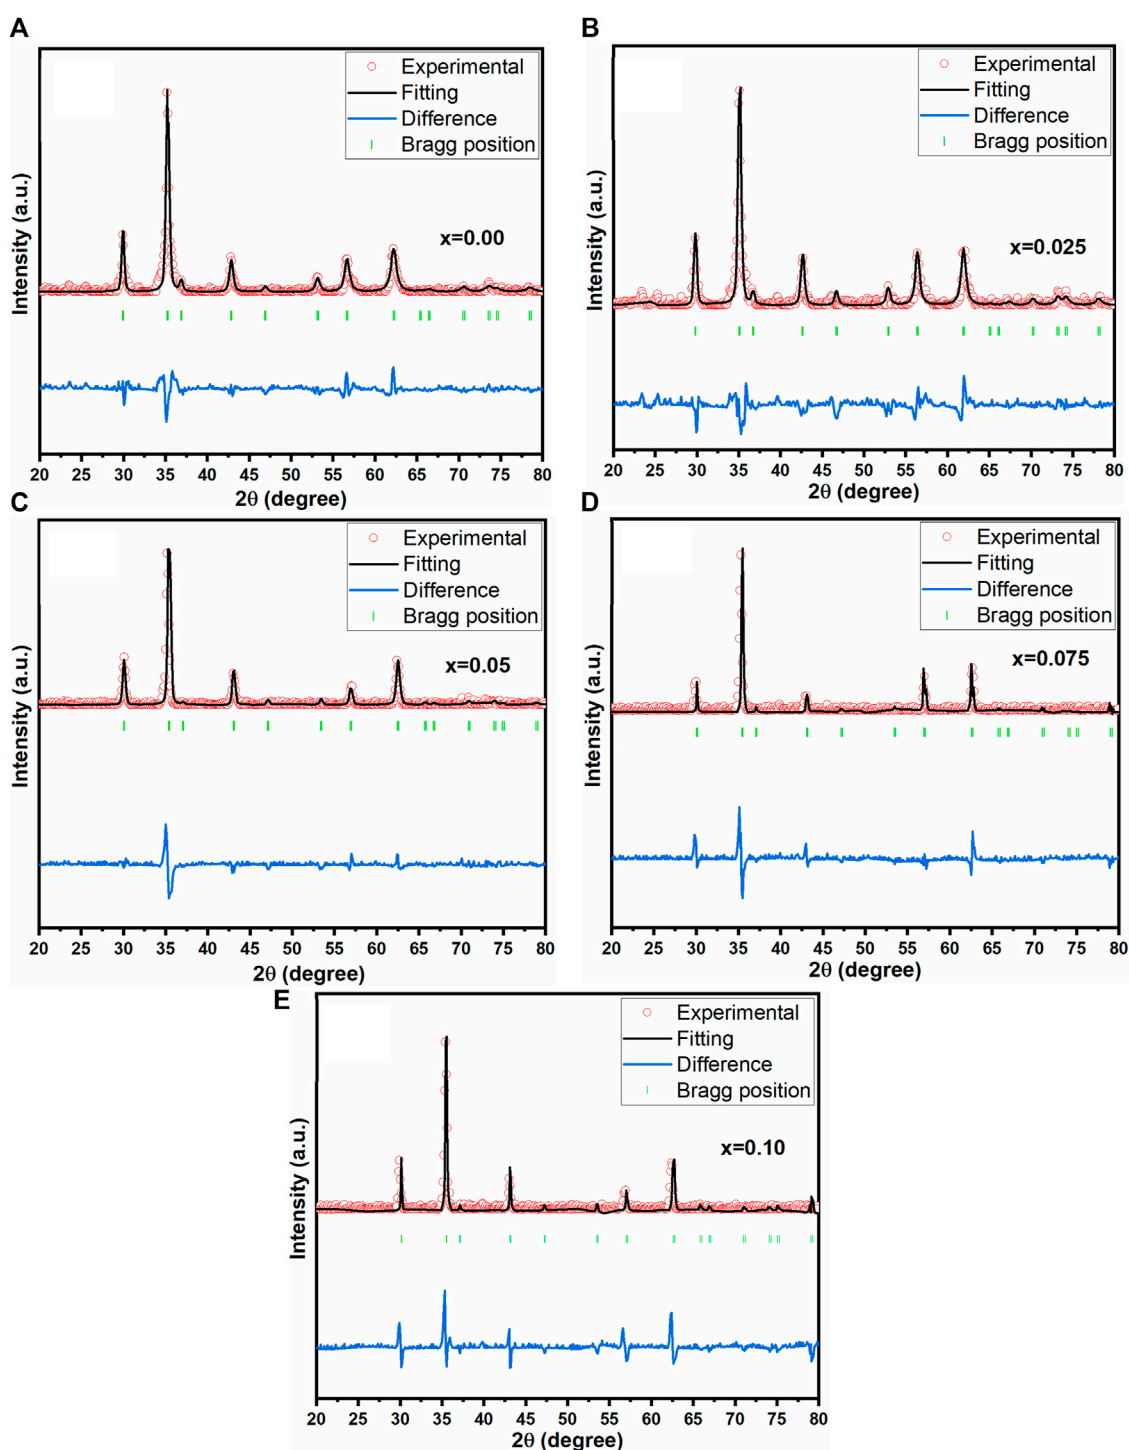 A
Experimental
Fitting
Difference
Bragg position
x=0.00
Intensity (a.u.)
20 25 30 35 40 45 50 55 60 65 70 75 80
2θ (degree)
B
Experimental
Fitting
Difference
Bragg position
x=0.025
Intensity (a.u.)
20 25 30 35 40 45 50 55 60 65 70 75 80
2θ (degree)
C
Experimental
Fitting
Difference
Bragg position
x=0.05
Intensity (a.u.)
20 25 30 35 40 45 50 55 60 65 70 75 80
2θ (degree)
D
Experimental
Fitting
Difference
Bragg position
x=0.075
Intensity (a.u.)
20 25 30 35 40 45 50 55 60 65 70 75 80
2θ (degree)
E
Experimental
Fitting
Difference
Bragg position
x=0.10
Intensity (a.u.)
20 25 30 35 40 45 50 55 60 65 70 75 80
2θ (degree)